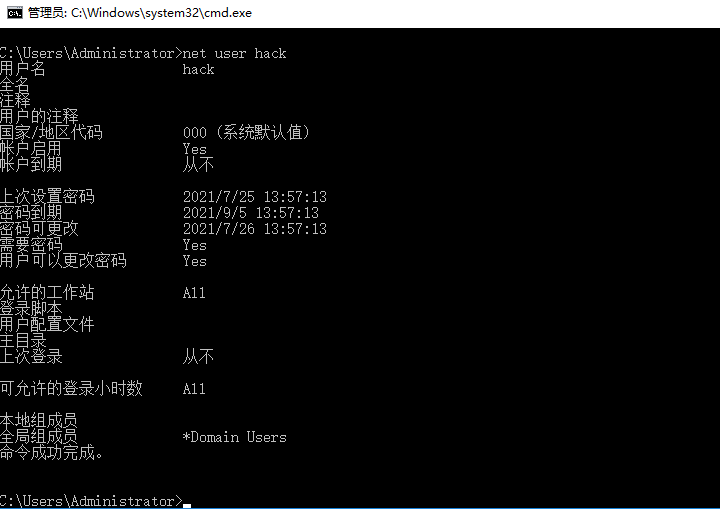 管理员: C:\Windows\system32\cmd.exe
C:\Users\Administrator>net user hack
用户名 hack
全名
注释
用户的注释
国家/地区代码 000 (系统默认值)
帐户启用 Yes
帐户到期 从不
上次设置密码 2021/7/25 13:57:13
密码到期 2021/9/5 13:57:13
密码可更改 2021/7/26 13:57:13
需要密码 Yes
用户可以更改密码 Yes
允许的工作站 All
登录脚本
用户配置文件
主目录
上次登录 从不
可允许的登录小时数 All
本地组成员
全局组成员 *Domain Users
命令成功完成。
C:\Users\Administrator>